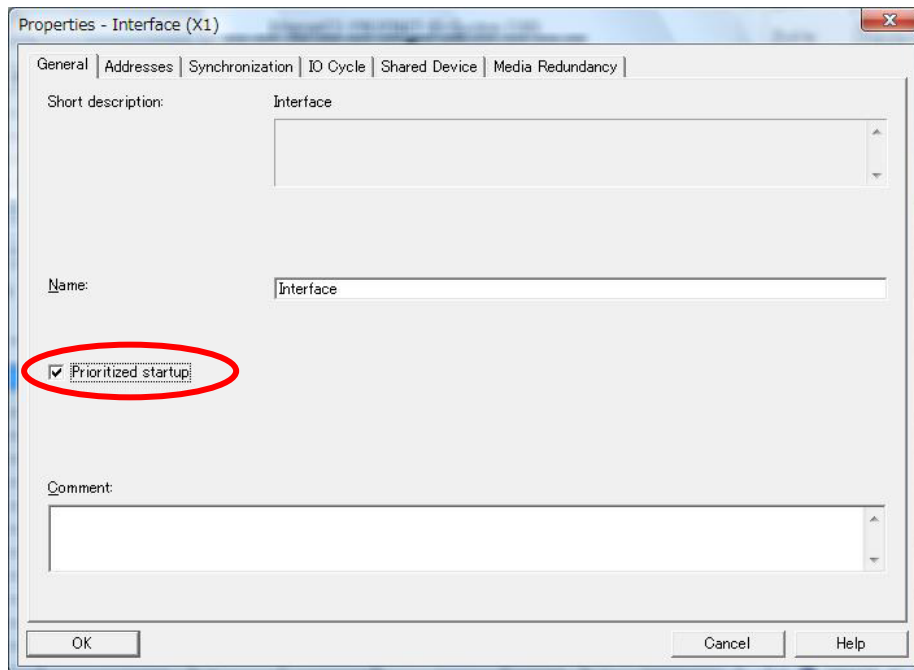 Properties - Interface (X1)
General Addresses Synchronization IO Cycle Shared Device Media Redundancy
Short description: Interface
Name: Interface
Prioritized startup
Comment:
OK Cancel Help